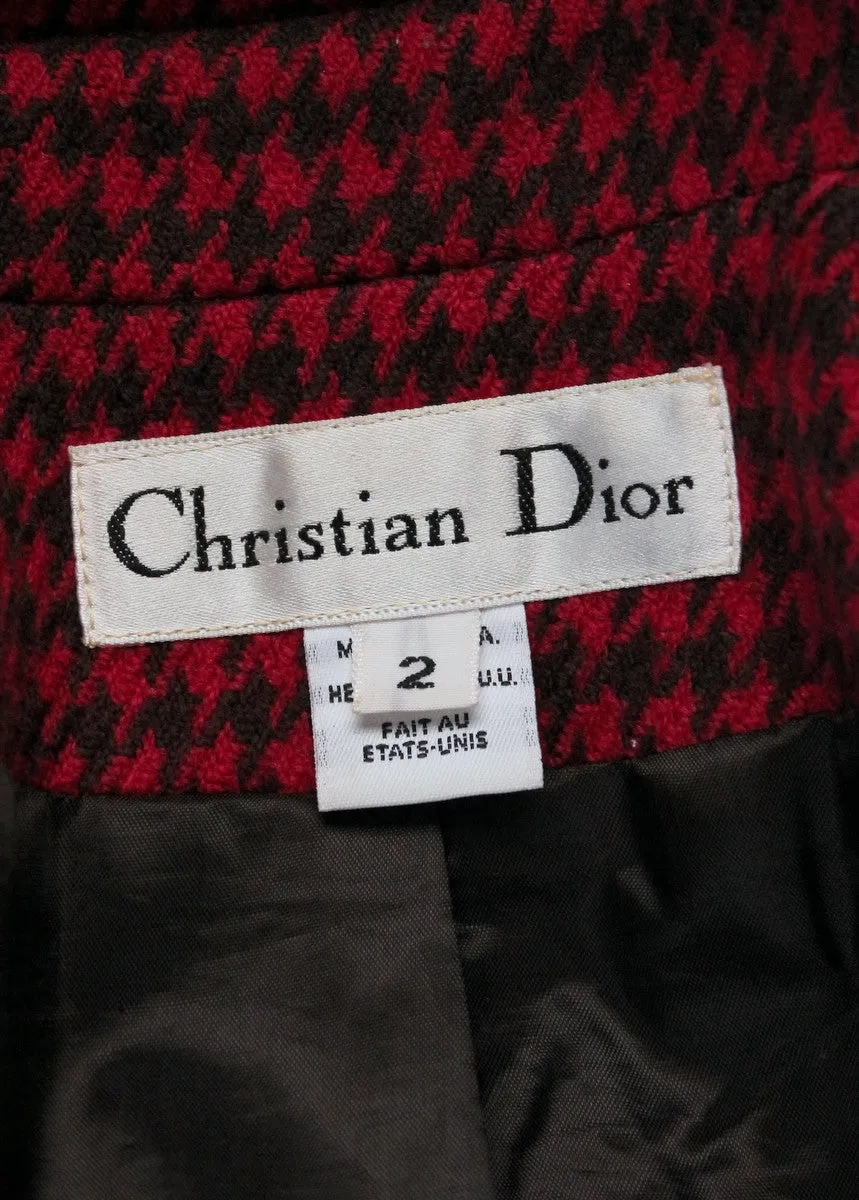 Christian Dior
2
U.U.
FAIT AU
ETATS-UNIS